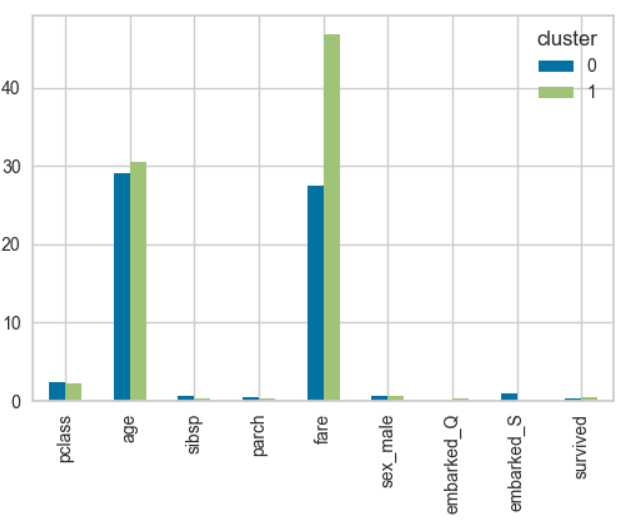 cluster
0
1
40
30
20
10
0
pclass
age
sibsp
parch
fare
sex_male
embarked_Q
embarked_S
survived